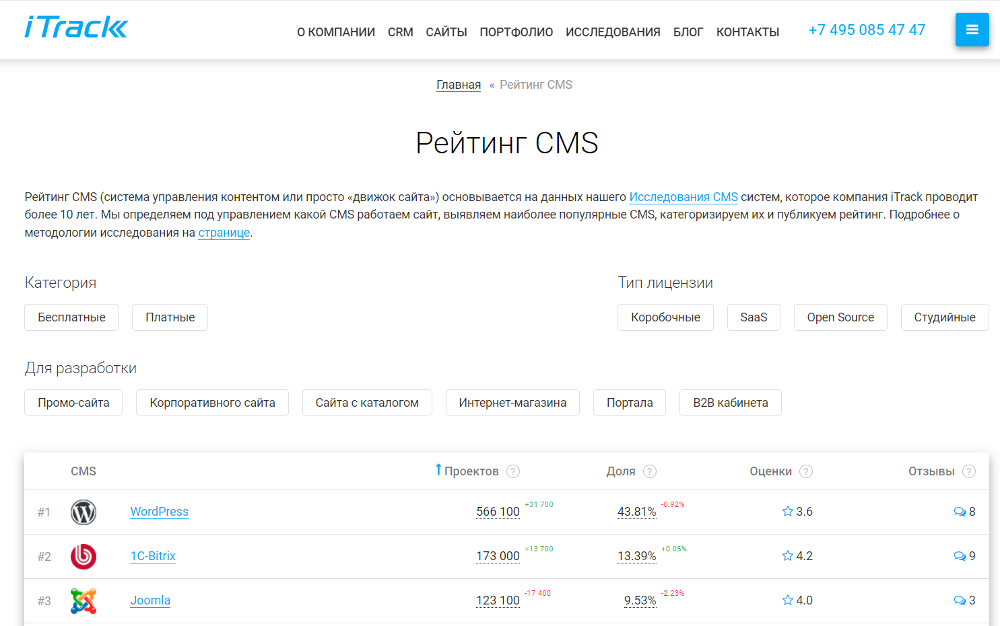 iTrack
О КОМПАНИИ CRM САЙТЫ ПОРТФОЛИО ИССЛЕДОВАНИЯ БЛОГ КОНТАКТЫ +7 495 085 47 47
Главная « Рейтинг CMS
Рейтинг CMS
Рейтинг CMS (система управления контентом или просто «движок сайта») основывается на данных нашего Исследования CMS систем, которое компания iTrack проводит
более 10 лет. Мы определяем под управлением какой CMS работаем сайт, выявляем наиболее популярные CMS, категоризируем их и публикуем рейтинг. Подробнее о
методологии исследования на странице.
Категория Тип лицензии
Бесплатные Платные Коробочные SaaS Open Source Студийные
Для разработки
Промо-сайта Корпоративного сайта Сайта с каталогом Интернет-магазина Портала B2B кабинета
CMS Проектов ? Доля ? Оценки ? Отзывы ?
#1 WordPress 566 100 +31 700 43.81% -0.92% 3.6 8
#2 1C-Bitrix 173 000 +13 700 13.39% +0.05% 4.2 9
#3 Joomla 123 100 -17 400 9.53% -2.23% 4.0 3